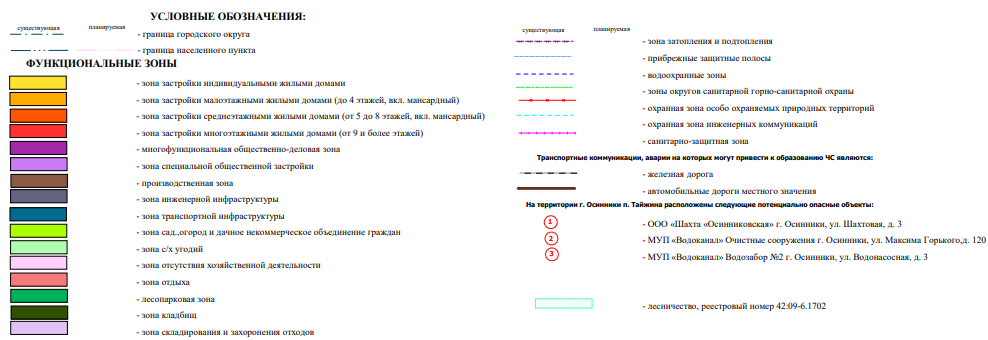 УСЛОВНЫЕ ОБОЗНАЧЕНИЯ:
существующая планируемая
- граница городского округа
- граница населенного пункта
ФУНКЦИОНАЛЬНЫЕ ЗОНЫ
- зона застройки индивидуальными жилыми домами
- зона застройки малоэтажными жилыми домами (до 4 этажей, вкл. мансардный)
- зона застройки среднеэтажными жилыми домами (от 5 до 8 этажей, вкл. мансардный)
- зона застройки многоэтажными жилыми домами (от 9 и более этажей)
- многофункциональная общественно-деловая зона
- зона специальной общественной застройки
- производственная зона
- зона инженерной инфраструктуры
- зона транспортной инфраструктуры
- зона сад.,огород и дачное некоммерческое объединение граждан
- зона с/х угодий
- зона отсутствия хозяйственной деятельности
- зона отдыха
- лесопарковая зона
- зона кладбищ
- зона складирования и захоронения отходов
существующая планируемая
- зона затопления и подтопления
- прибрежные защитные полосы
- водоохранные зоны
- зоны округов санитарной горно-санитарной охраны
- охранная зона особо охраняемых природных территорий
- охранная зона инженерных коммуникаций
- санитарно-защитная зона
Транспортные коммуникации, аварии на которых могут привести к образованию ЧС являются:
- железная дорога
- автомобильные дороги местного значения
На территории г. Осинники п. Тайжина расположены следующие потенциально опасные объекты:
1 - ООО «Шахта «Осинниковская» г. Осинники, ул. Шахтовая, д. 3
2 - МУП «Водоканал» Очистные сооружения г. Осинники, ул. Максима Горького,д. 120
3 - МУП «Водоканал» Водозабор №2 г. Осинники, ул. Водонасосная, д. 3
- лесничество, реестровый номер 42:09-6.1702